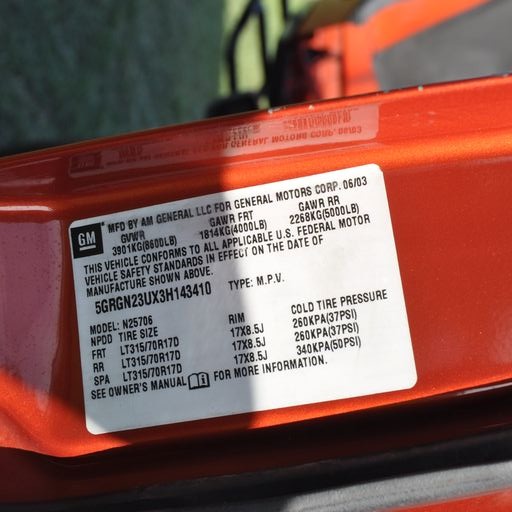 GM
MFD BY AM GENERAL LLC FOR GENERAL MOTORS CORP. 06/03
GVWR GAWR FRT GAWR RR
3901KG(8600LB) 1814KG(4000LB) 2268KG(5000LB)
THIS VEHICLE CONFORMS TO ALL APPLICABLE U.S. FEDERAL MOTOR
VEHICLE SAFETY STANDARDS IN EFFECT ON THE DATE OF
MANUFACTURE SHOWN ABOVE.
5GRGN23UX3H143410 TYPE: M.P.V.
MODEL: N25706
NPDD TIRE SIZE RIM COLD TIRE PRESSURE
FRT LT315/70R17D 17X8.5J 260KPA(37PSI)
RR LT315/70R17D 17X8.5J 260KPA(37PSI)
SPA LT315/70R17D 17X8.5J 340KPA(50PSI)
SEE OWNER'S MANUAL FOR MORE INFORMATION.